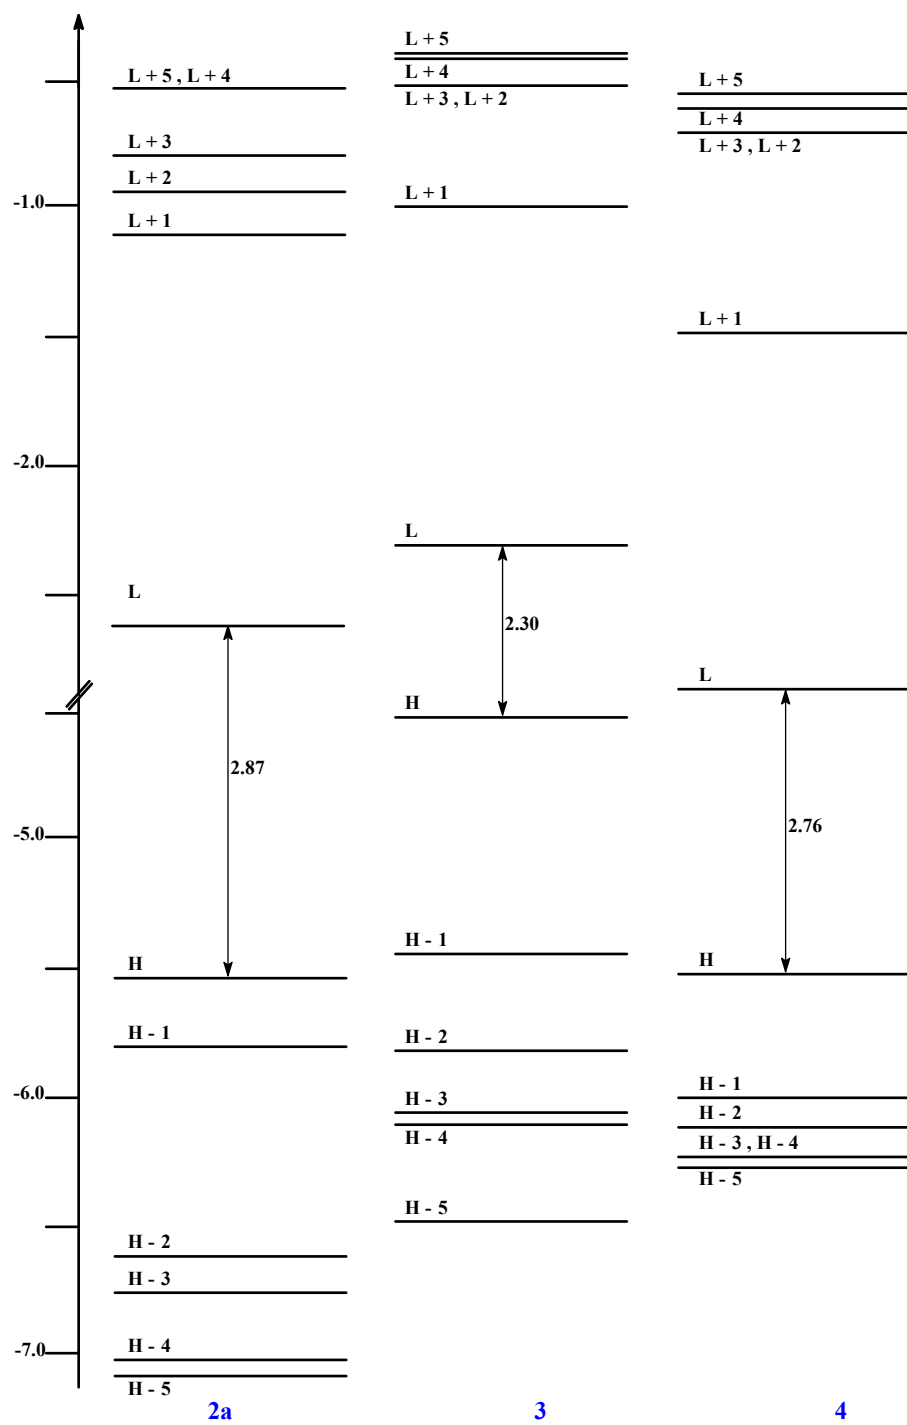 L + 5
L + 5 , L + 4
L + 4
L + 5
L + 3 , L + 2
L + 4
L + 3
L + 3 , L + 2
L + 2
-1.0
L + 1
L + 1
L + 1
-2.0
L
L
2.30
L
H
2.87
2.76
-5.0
H - 1
H
H
H - 1
H - 2
H - 1
-6.0
H - 3
H - 2
H - 4
H - 3 , H - 4
H - 5
H - 5
H - 2
H - 3
H - 4
-7.0
H - 5
2a
3
4